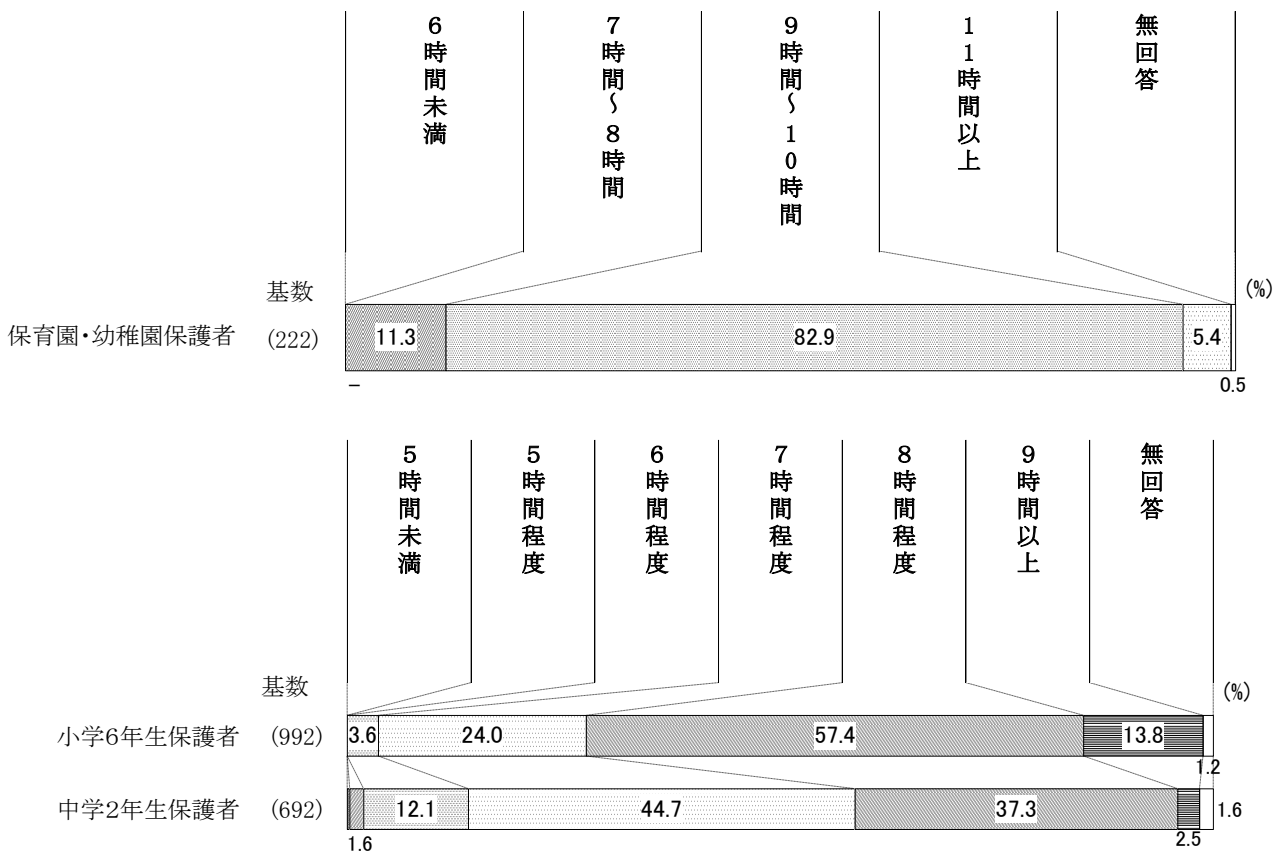 6時間未満
7時間～8時間
9時間～10時間
11時間以上
無回答
基数
(%)
保育園・幼稚園保護者 (222) 11.3 82.9 5.4
－ 0.5
5時間未満
5時間程度
6時間程度
7時間程度
8時間程度
9時間以上
無回答
基数
(%)
小学6年生保護者 (992) 3.6 24.0 57.4 13.8
1.2
中学2年生保護者 (692) 12.1 44.7 37.3 1.6
1.6 2.5